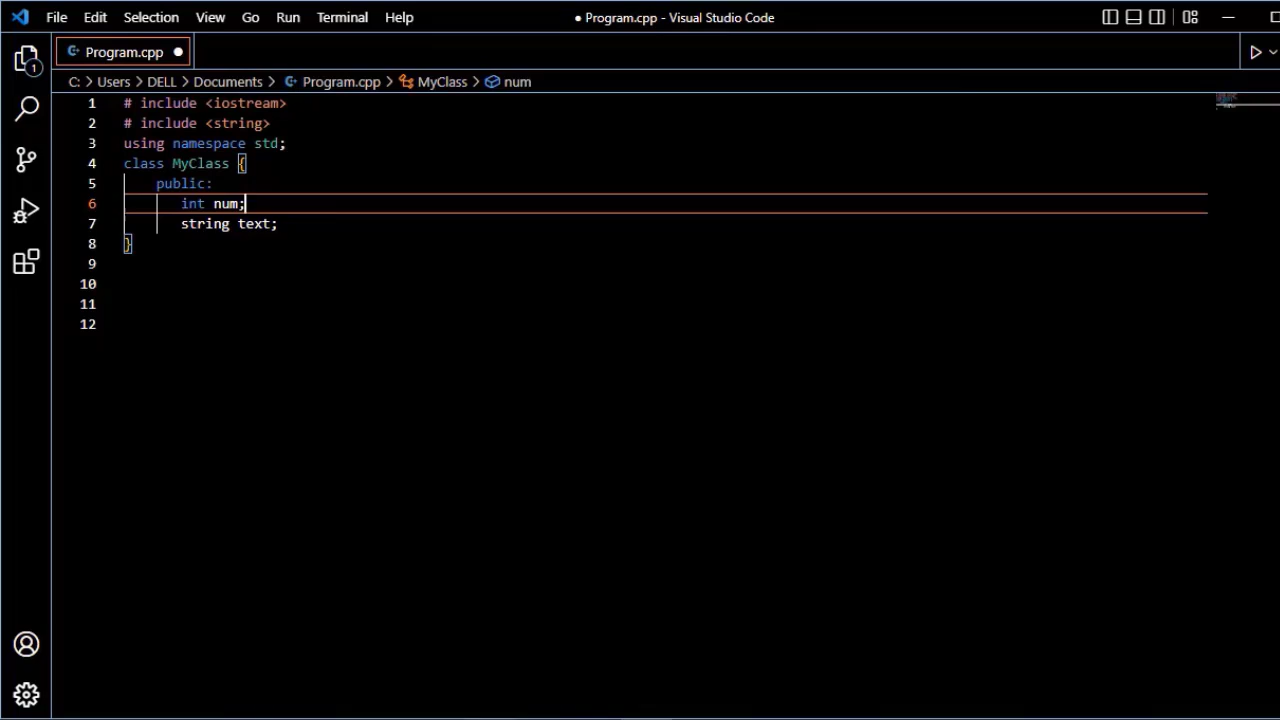 File Edit Selection View Go Run Terminal Help ● Program.cpp - Visual Studio Code
Program.cpp ●
C: > Users > DELL > Documents > Program.cpp > MyClass > num
1 # include <iostream>
2 # include <string>
3 using namespace std;
4 class MyClass {
5 public:
6 int num;
7 string text;
8 }
9
10
11
12
1